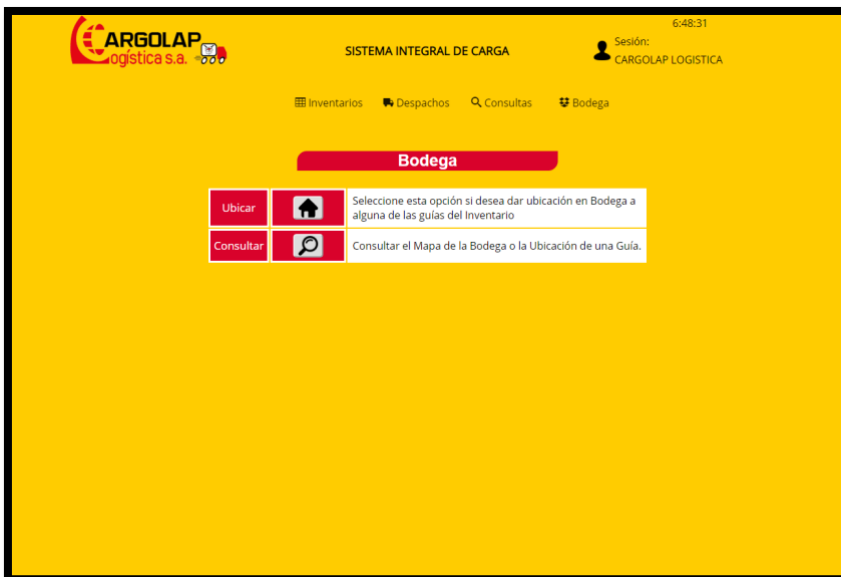 6:48:31
CARGOLAP
Logística s.a.
SISTEMA INTEGRAL DE CARGA
Sesión:
CARGOLAP LOGISTICA
Inventarios Despachos Consultas Bodega
Bodega
Ubicar
Seleccione esta opción si desea dar ubicación en Bodega a
alguna de las guías del Inventario
Consultar
Consultar el Mapa de la Bodega o la Ubicación de una Guía.